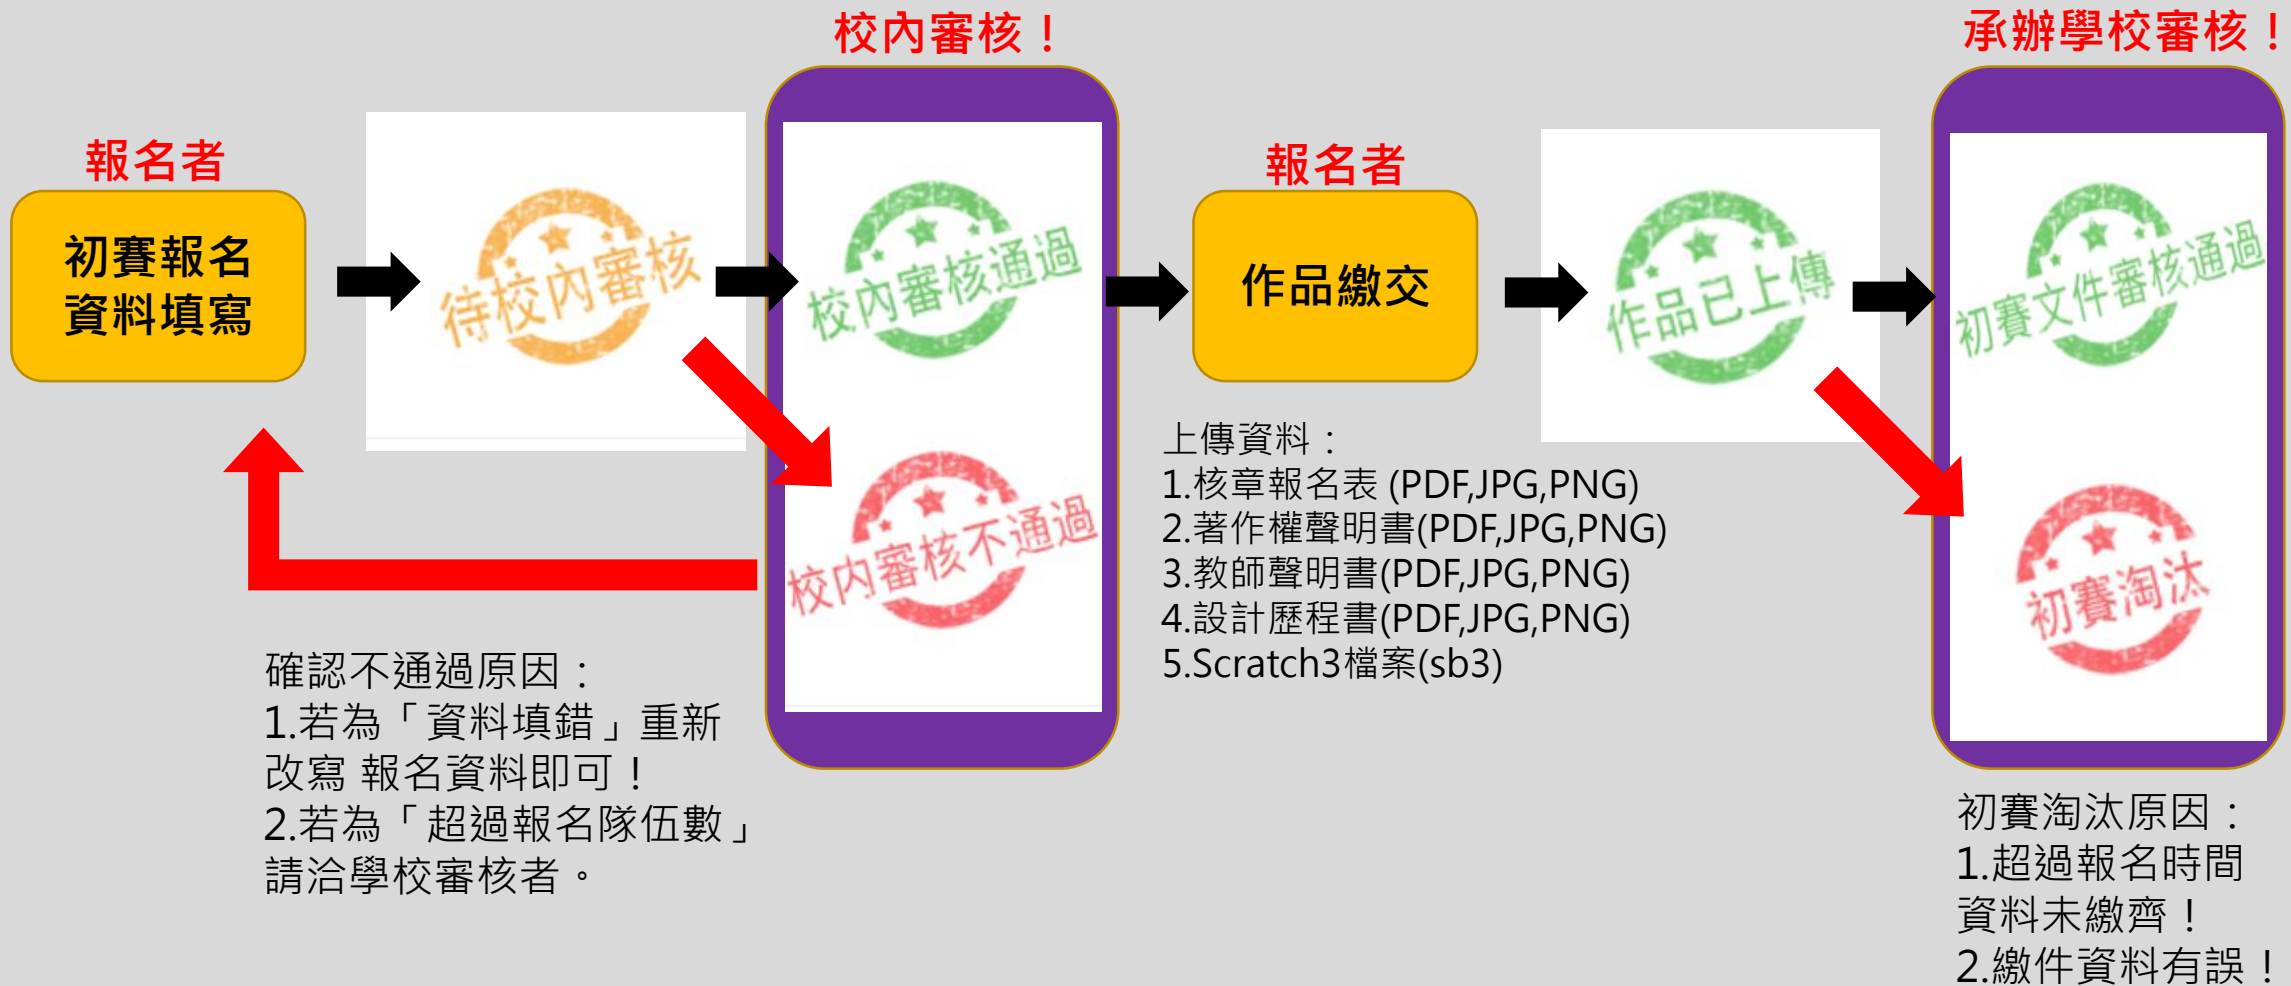 校內審核！
承辦學校審核！
報名者
初賽報名
資料填寫
待校內審核
校內審核通過
校內審核不通過
確認不通過原因：
1.若為「資料填錯」重新
改寫 報名資料即可！
2.若為「超過報名隊伍數」
請洽學校審核者。
報名者
作品繳交
上傳資料：
1.核章報名表 (PDF,JPG,PNG)
2.著作權聲明書(PDF,JPG,PNG)
3.教師聲明書(PDF,JPG,PNG)
4.設計歷程書(PDF,JPG,PNG)
5.Scratch3檔案(sb3)
作品已上傳
初賽文件審核通過
初賽淘汰
初賽淘汰原因：
1.超過報名時間
資料未繳齊！
2.繳件資料有誤！